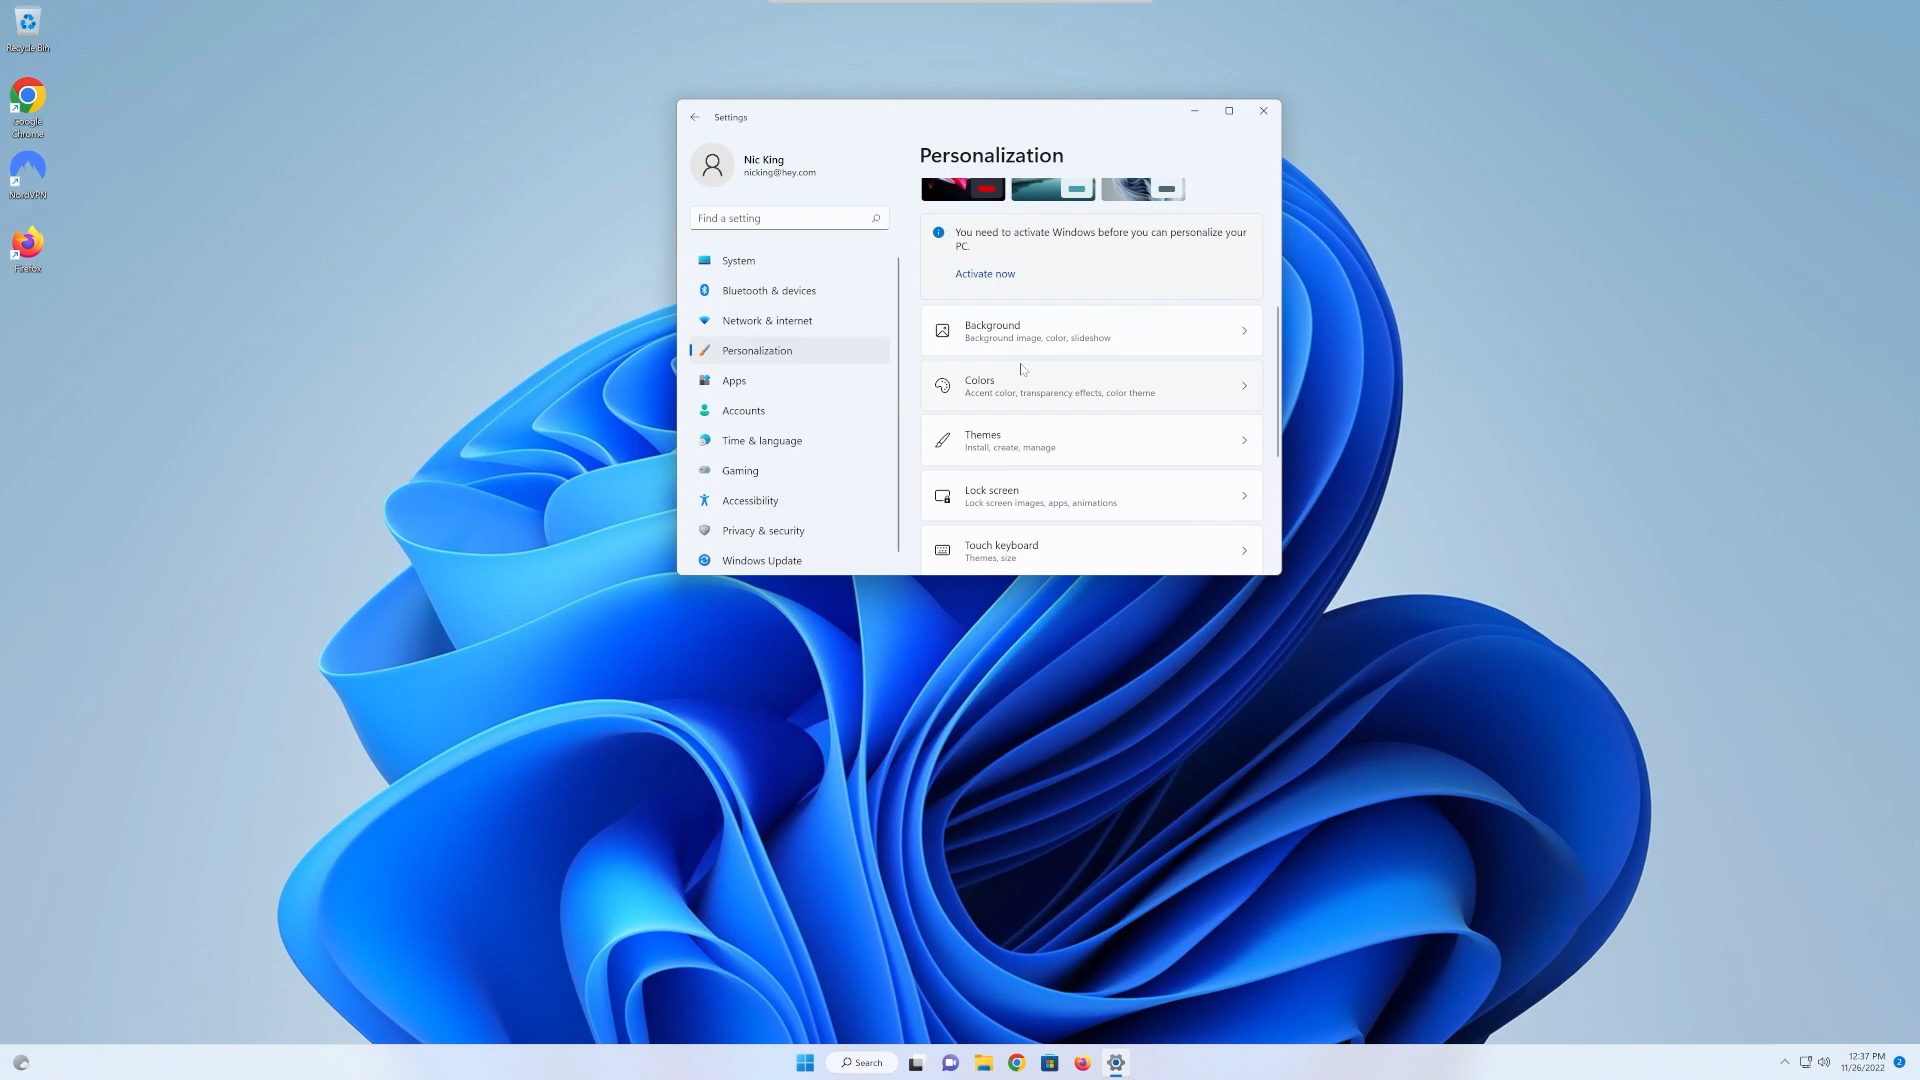 Recycle Bin
Google
Chrome
NordVPN
Firefox
Settings
Nic King
nicking@hey.com
Find a setting
System
Bluetooth & devices
Network & internet
Personalization
Apps
Accounts
Time & language
Gaming
Accessibility
Privacy & security
Windows Update
Personalization
You need to activate Windows before you can personalize your
PC.
Activate now
Background
Background image, color, slideshow
Colors
Accent color, transparency effects, color theme
Themes
Install, create, manage
Lock screen
Lock screen images, apps, animations
Touch keyboard
Themes, size
Search
12:37 PM
11/26/2022
2